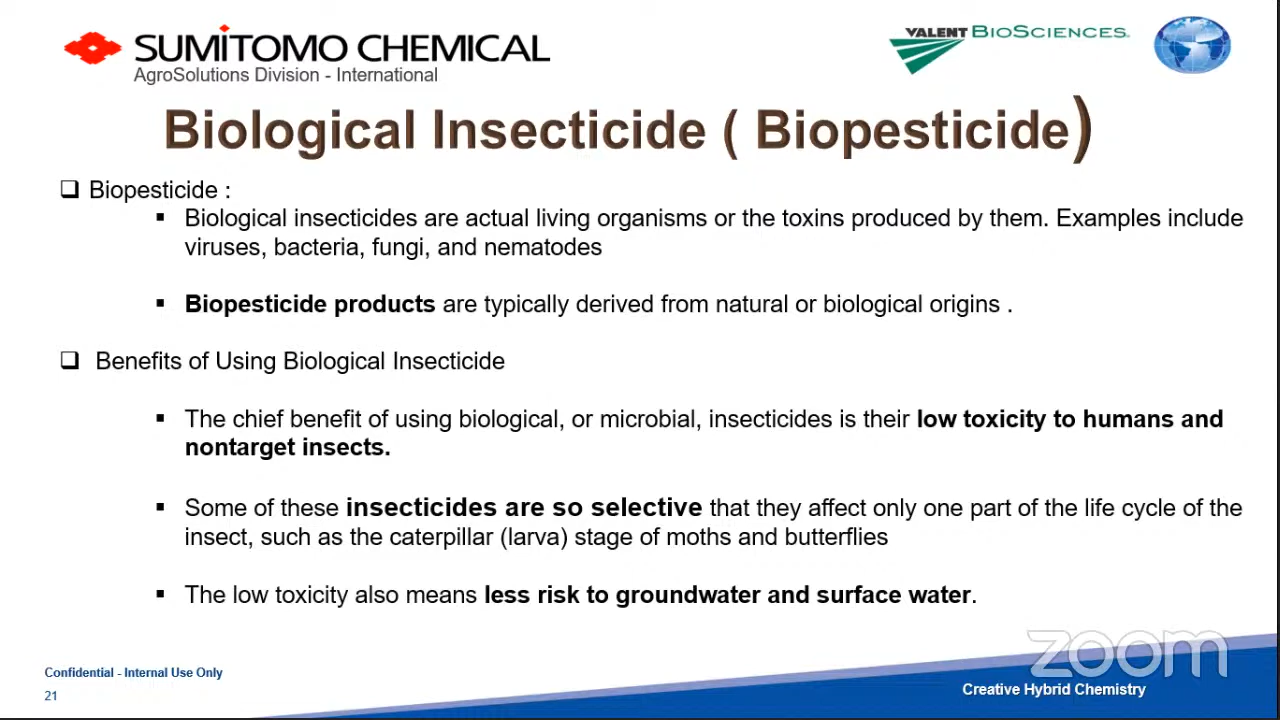 SUMITOMO CHEMICAL
AgroSolutions Division - International
VALENT BIOSCIENCES.
Biological Insecticide ( Biopesticide)
❑ Biopesticide :
▪ Biological insecticides are actual living organisms or the toxins produced by them. Examples include
viruses, bacteria, fungi, and nematodes
▪ Biopesticide products are typically derived from natural or biological origins .
❑ Benefits of Using Biological Insecticide
▪ The chief benefit of using biological, or microbial, insecticides is their low toxicity to humans and
nontarget insects.
▪ Some of these insecticides are so selective that they affect only one part of the life cycle of the
insect, such as the caterpillar (larva) stage of moths and butterflies
▪ The low toxicity also means less risk to groundwater and surface water.
zoom
Confidential - Internal Use Only
21
Creative Hybrid Chemistry